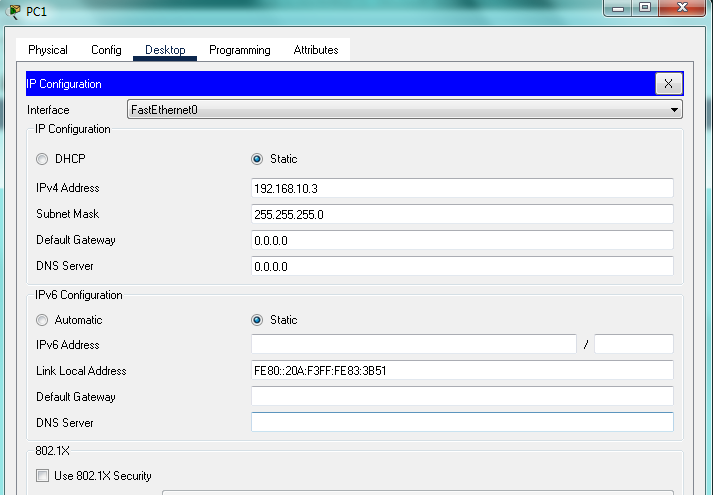 PC1
Physical Config Desktop Programming Attributes
IP Configuration X
Interface FastEthernet0
IP Configuration
DHCP Static
IPv4 Address 192.168.10.3
Subnet Mask 255.255.255.0
Default Gateway 0.0.0.0
DNS Server 0.0.0.0
IPv6 Configuration
Automatic Static
IPv6 Address /
Link Local Address FE80::20A:F3FF:FE83:3B51
Default Gateway
DNS Server
802.1X
Use 802.1X Security